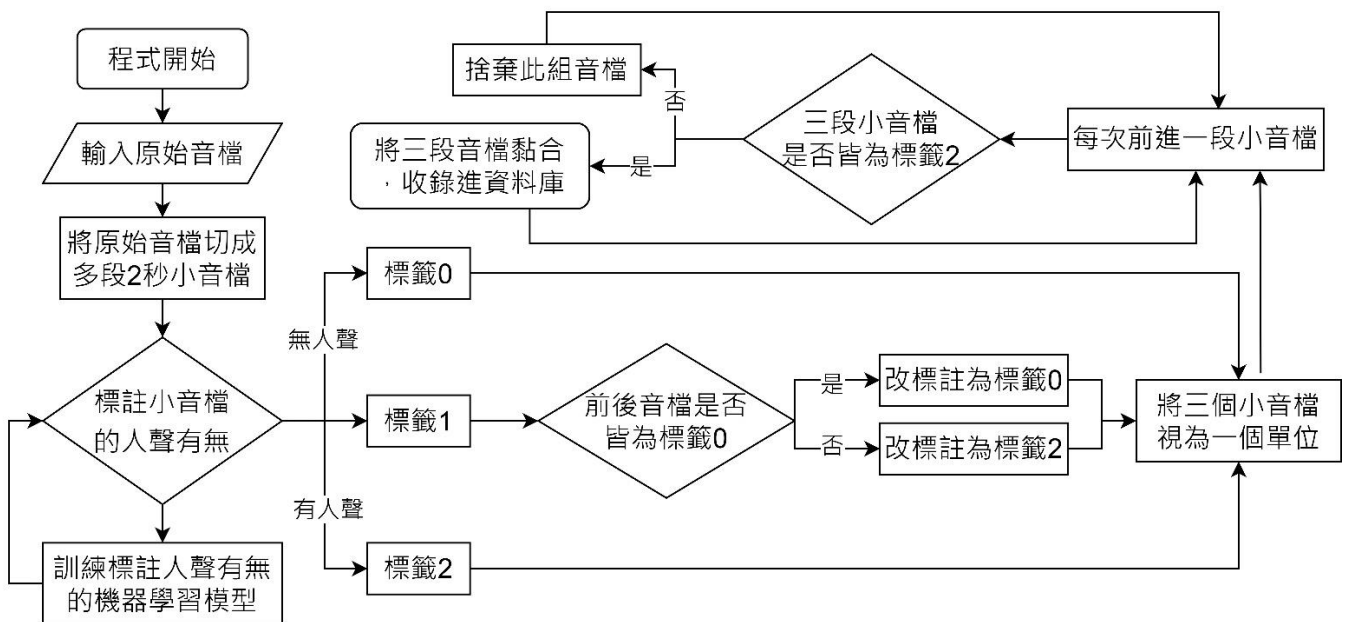 程式開始
輸入原始音檔
將原始音檔切成
多段2秒小音檔
標註小音檔
的人聲有無
訓練標註人聲有無
的機器學習模型
無人聲
有人聲
標籤0
標籤1
標籤2
前後音檔是否
皆為標籤0
是
否
改標註為標籤0
改標註為標籤2
將三個小音檔
視為一個單位
每次前進一段小音檔
三段小音檔
是否皆為標籤2
否
是
捨棄此組音檔
將三段音檔黏合
，收錄進資料庫